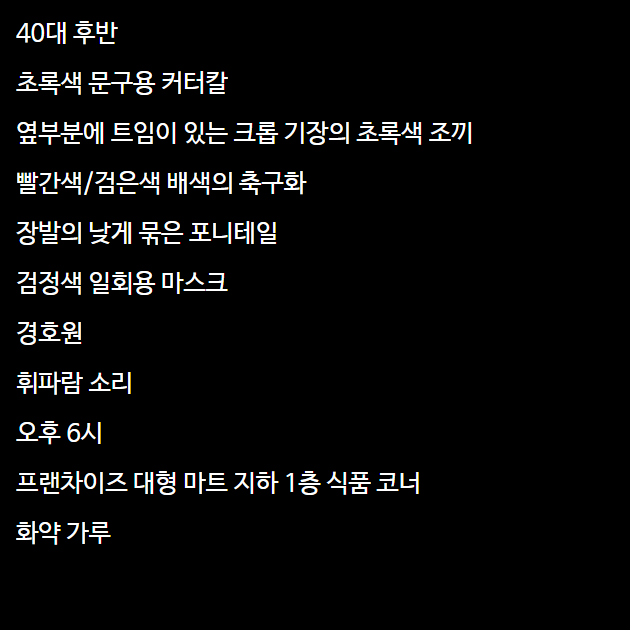 40대 후반
초록색 문구용 커터칼
옆부분에 트임이 있는 크롭 기장의 초록색 조끼
빨간색/검은색 배색의 축구화
장발의 낮게 묶은 포니테일
검정색 일회용 마스크
경호원
휘파람 소리
오후 6시
프랜차이즈 대형 마트 지하 1층 식품 코너
화약 가루